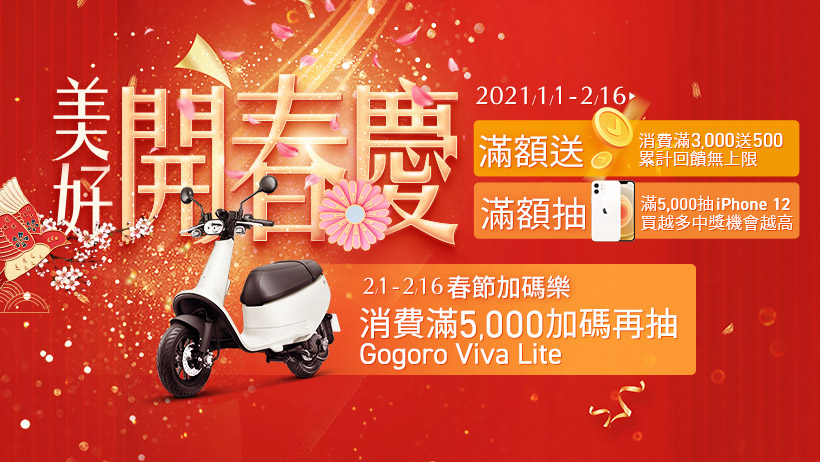 美好
開春慶
2021/1/1-2/16
滿額送
消費滿3,000送500
累計回饋無上限
滿額抽
滿5,000抽iPhone 12
買越多中獎機會越高
2/1-2/16春節加碼樂
消費滿5,000加碼再抽
Gogoro Viva Lite